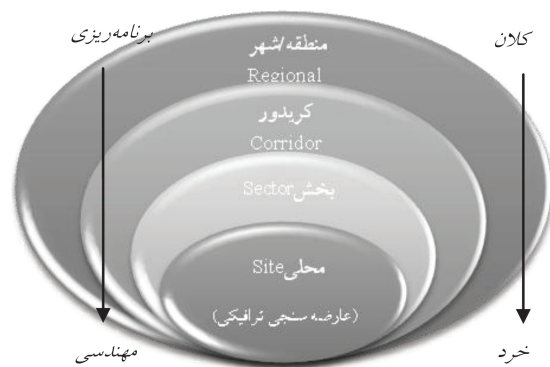 برنامه‌ریزی
کلان
منطقه/شهر
Regional
کریدور
Corridor
بخش Sector
محلی Site
(عارضه سنجی ترافیکی)
مهندسی
خرد